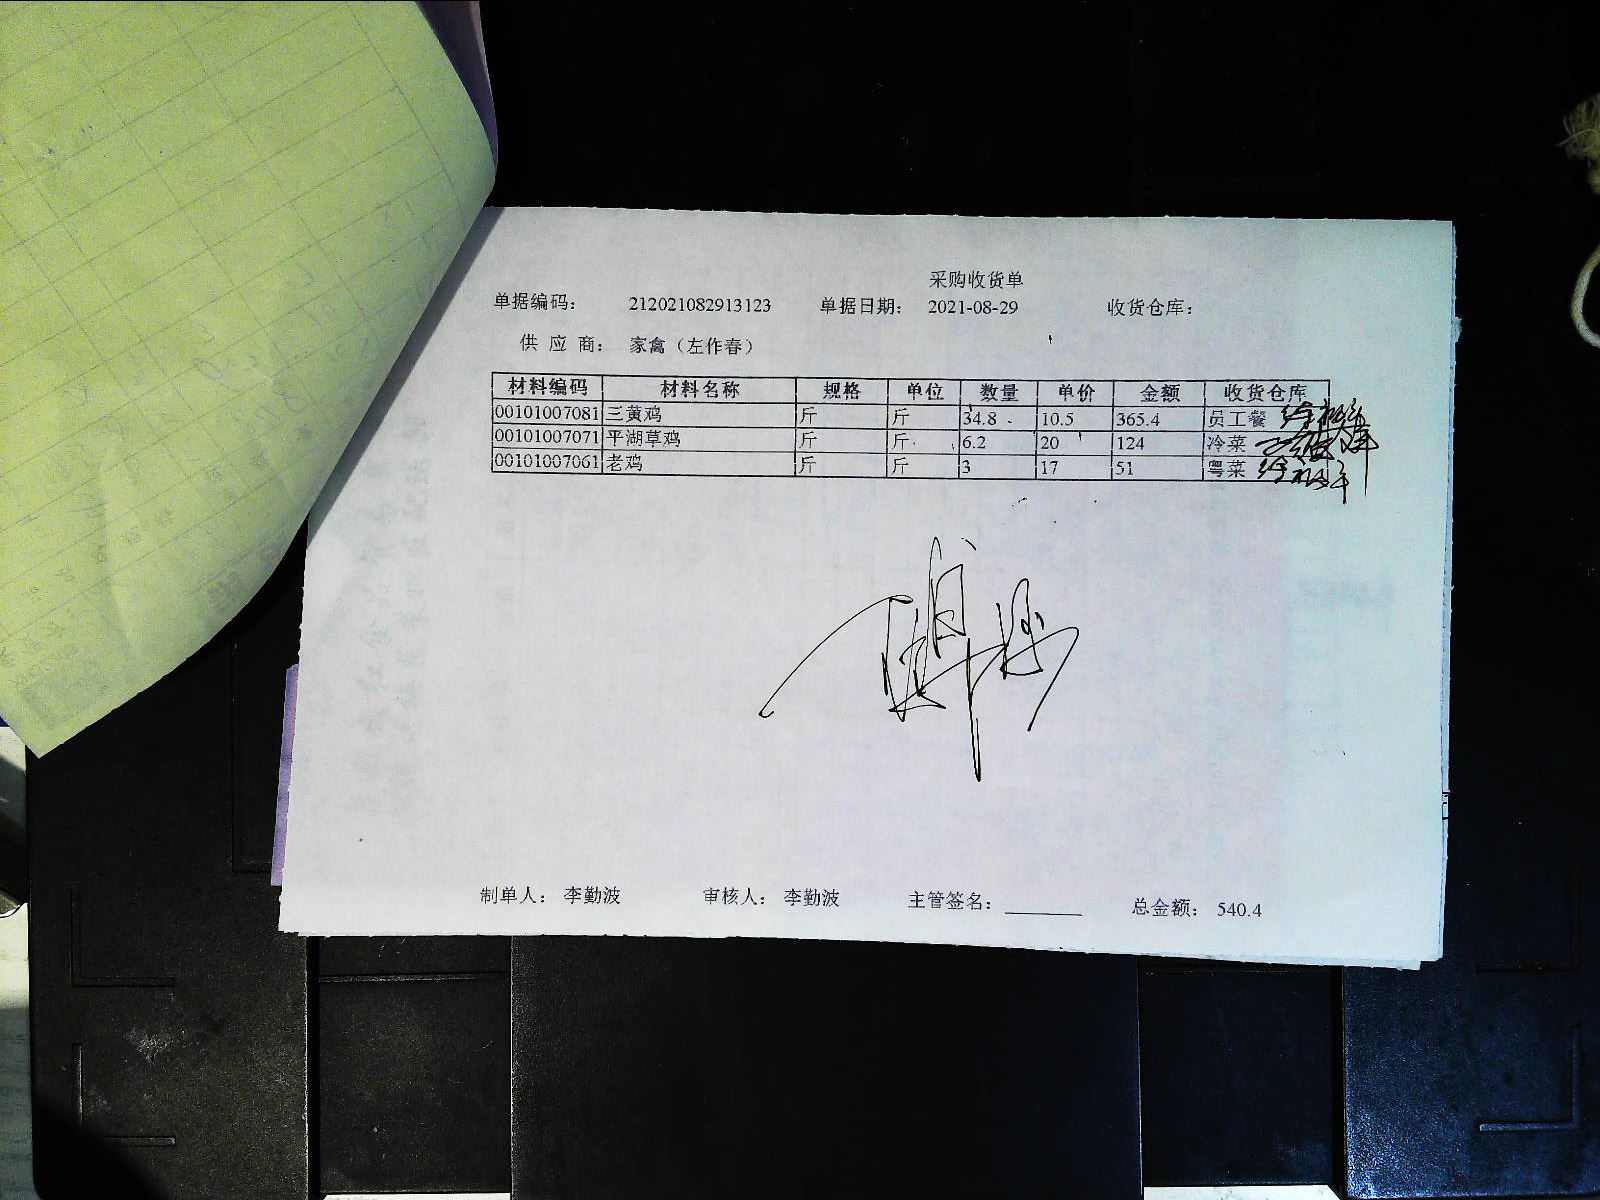 采购收货单
单据编码： 212021082913123 单据日期： 2021-08-29 收货仓库：
供 应 商： 家禽（左作春）
材料编码 材料名称 规格 单位 数量 单价 金额 收货仓库
00101007081 三黄鸡 斤 斤 34.8 10.5 365.4 员工餐
00101007071 平湖草鸡 斤 斤 6.2 20 124 冷菜
00101007061 老鸡 斤 斤 3 17 51 粤菜
制单人： 李勤波 审核人： 李勤波 主管签名： 总金额： 540.4